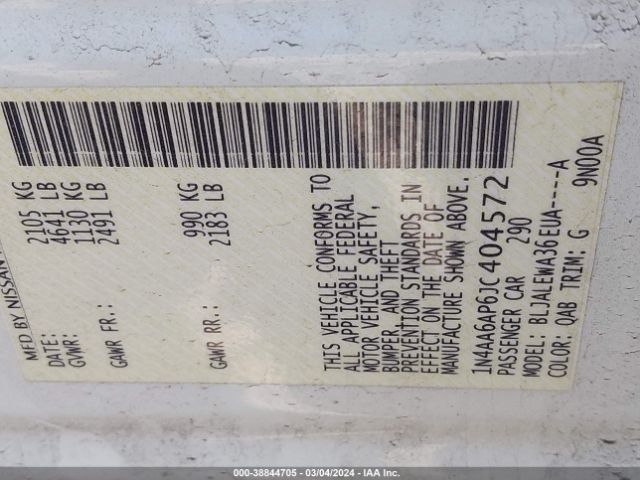 MFD BY NISSAN
DATE:
GVWR: 2105 KG
4641 LB
GAWR FR.: 1130 KG
2491 LB
GAWR RR.: 990 KG
2183 LB
THIS VEHICLE CONFORMS TO
ALL APPLICABLE FEDERAL
MOTOR VEHICLE SAFETY,
BUMPER, AND THEFT
PREVENTION STANDARDS IN
EFFECT ON THE DATE OF
MANUFACTURE SHOWN ABOVE.
1N4AA6AP6JC404572
PASSENGER CAR 290
MODEL: BLJALEWA36EUA----A
COLOR: QAB TRIM: G 9N00A
000-38844705 - 03/04/2024 - IAA Inc.